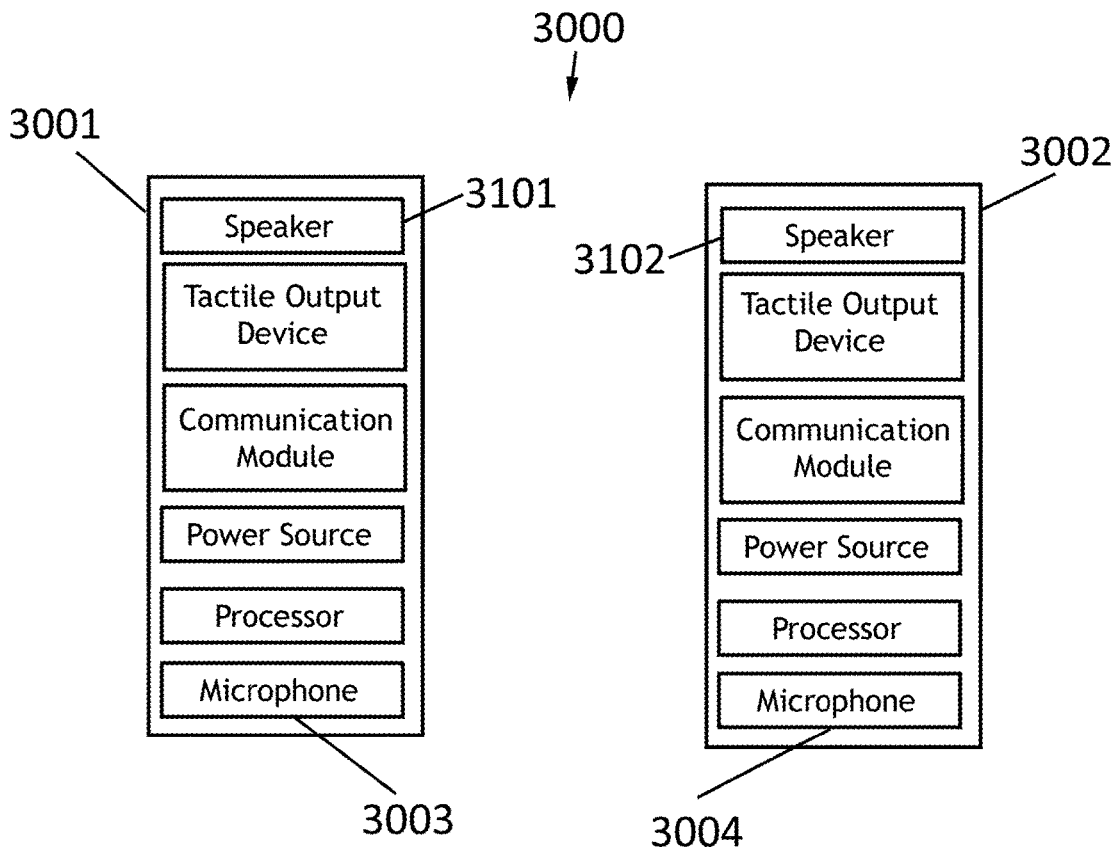 3000
3001
3002
Speaker
3101
Speaker
3102
Tactile Output
Device
Tactile Output
Device
Communication
Module
Communication
Module
Power Source
Power Source
Processor
Processor
Microphone
Microphone
3003
3004